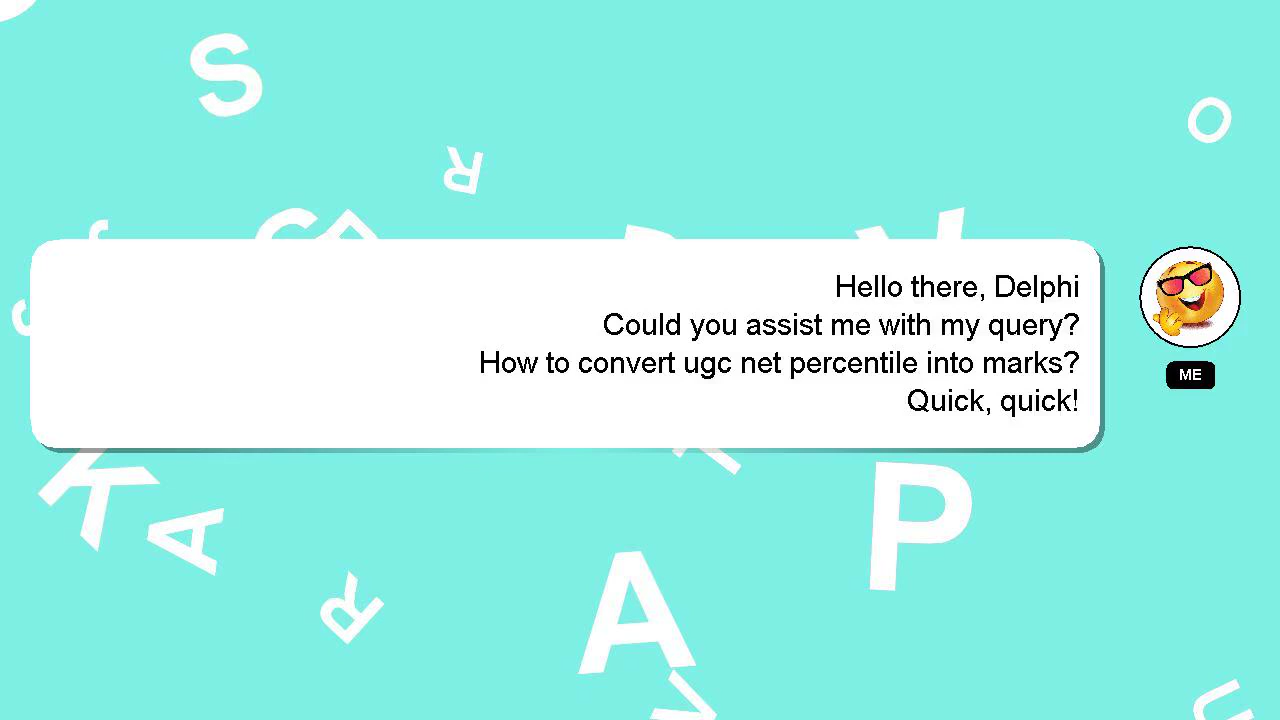 Hello there, Delphi
Could you assist me with my query?
How to convert ugc net percentile into marks?
Quick, quick!
ME
S
R
O
K
A
R
A
P